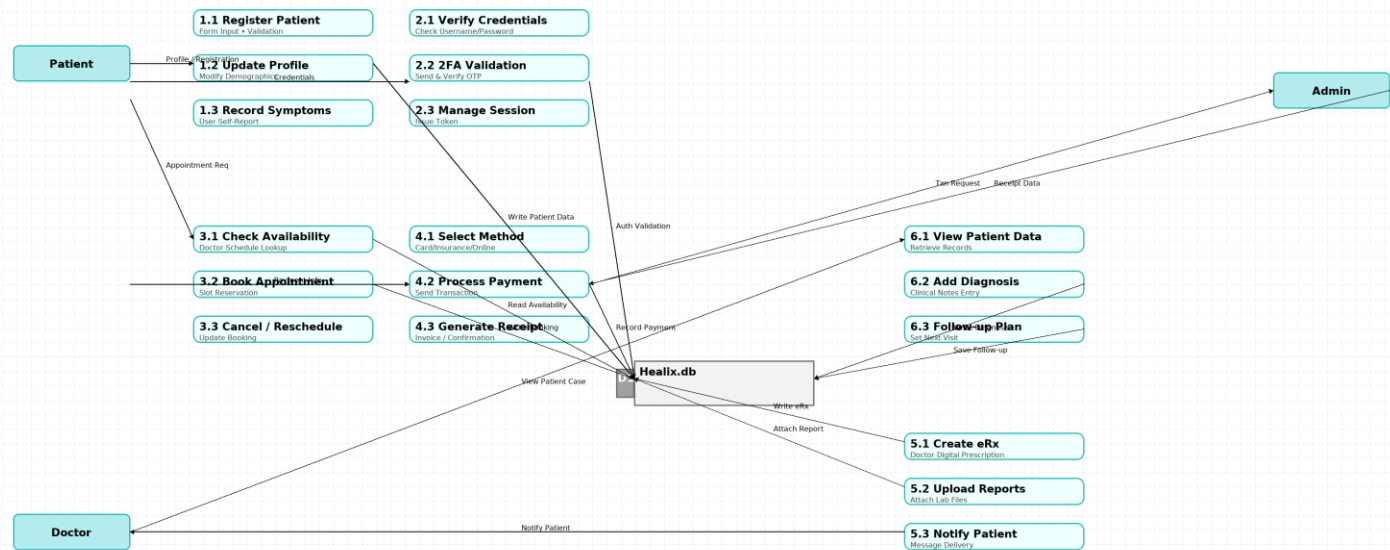 1.1 Register Patient
Form Input • Validation
2.1 Verify Credentials
Check Username/Password
Patient
Profile / Registration
1.2 Update Profile
Modify Demographics
Credentials
2.2 2FA Validation
Send & Verify OTP
Admin
1.3 Record Symptoms
User Self-Report
2.3 Manage Session
Issue Token
Appointment Req
Txn Request
Receipt Data
Write Patient Data
Auth Validation
3.1 Check Availability
Doctor Schedule Lookup
4.1 Select Method
Card/Insurance/Online
6.1 View Patient Data
Retrieve Records
3.2 Book Appointment
Slot Reservation
4.2 Process Payment
Send Transaction
6.2 Add Diagnosis
Clinical Notes Entry
Read Availability
3.3 Cancel / Reschedule
Update Booking
4.3 Generate Receipt
Invoice / Confirmation
Record Payment
6.3 Follow-up Plan
Set Next Visit
Save Follow-up
Healix.db
View Patient Case
Write eRx
Attach Report
5.1 Create eRx
Doctor Digital Prescription
5.2 Upload Reports
Attach Lab Files
Doctor
Notify Patient
5.3 Notify Patient
Message Delivery